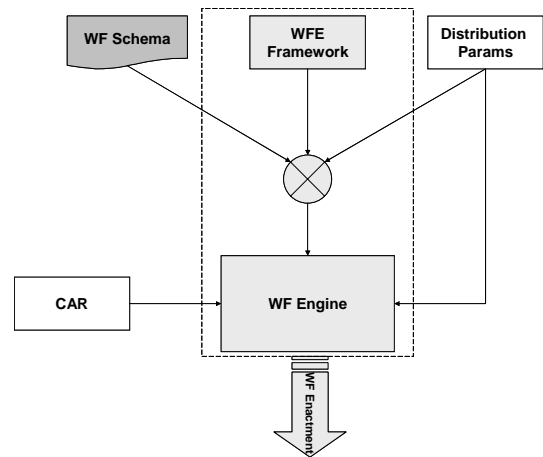 WF Schema
WFE
Framework
Distribution
Params
CAR
WF Engine
WF Enactment